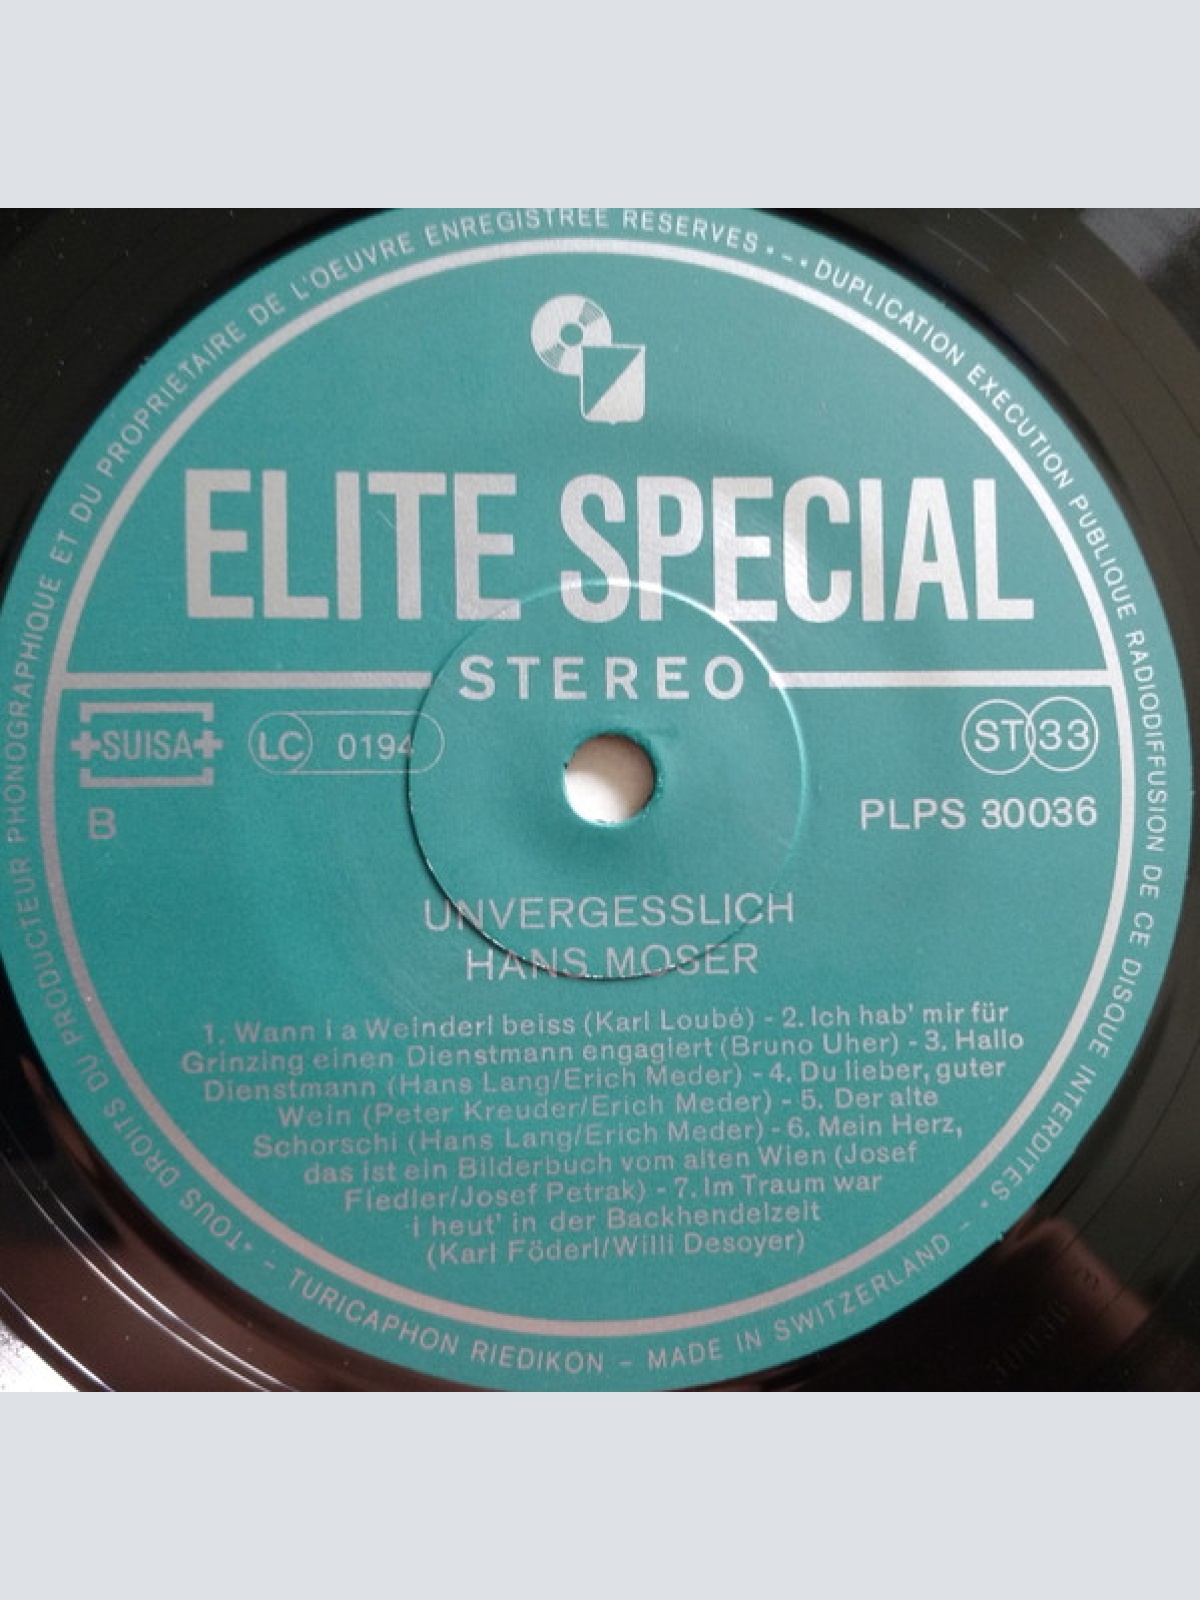 TOUS DROITS DU PRODUCTEUR PHONOGRAPHIQUE ET DU PROPRIETAIRE DE L'OEUVRE ENREGISTREE RESERVES • – • DUPLICATION EXECUTION PUBLIQUE RADIODIFFUSION DE CE DISQUE INTERDITES •
– TURICAPHON RIEDIKON – MADE IN SWITZERLAND –
ELITE SPECIAL
STEREO
SUISA
LC 0194
ST 33
B
PLPS 30036
UNVERGESSLICH
HANS MOSER
1. Wann i a Weinderl beiss (Karl Loubé) - 2. Ich hab' mir für
Grinzing einen Dienstmann engagiert (Bruno Uher) - 3. Hallo
Dienstmann (Hans Lang/Erich Meder) - 4. Du lieber, guter
Wein (Peter Kreuder/Erich Meder) - 5. Der alte
Schorschi (Hans Lang/Erich Meder) - 6. Mein Herz,
das ist ein Bilderbuch vom alten Wien (Josef
Fiedler/Josef Petrak) - 7. Im Traum war
i heut' in der Backhendelzeit
(Karl Föderl/Willi Desoyer)